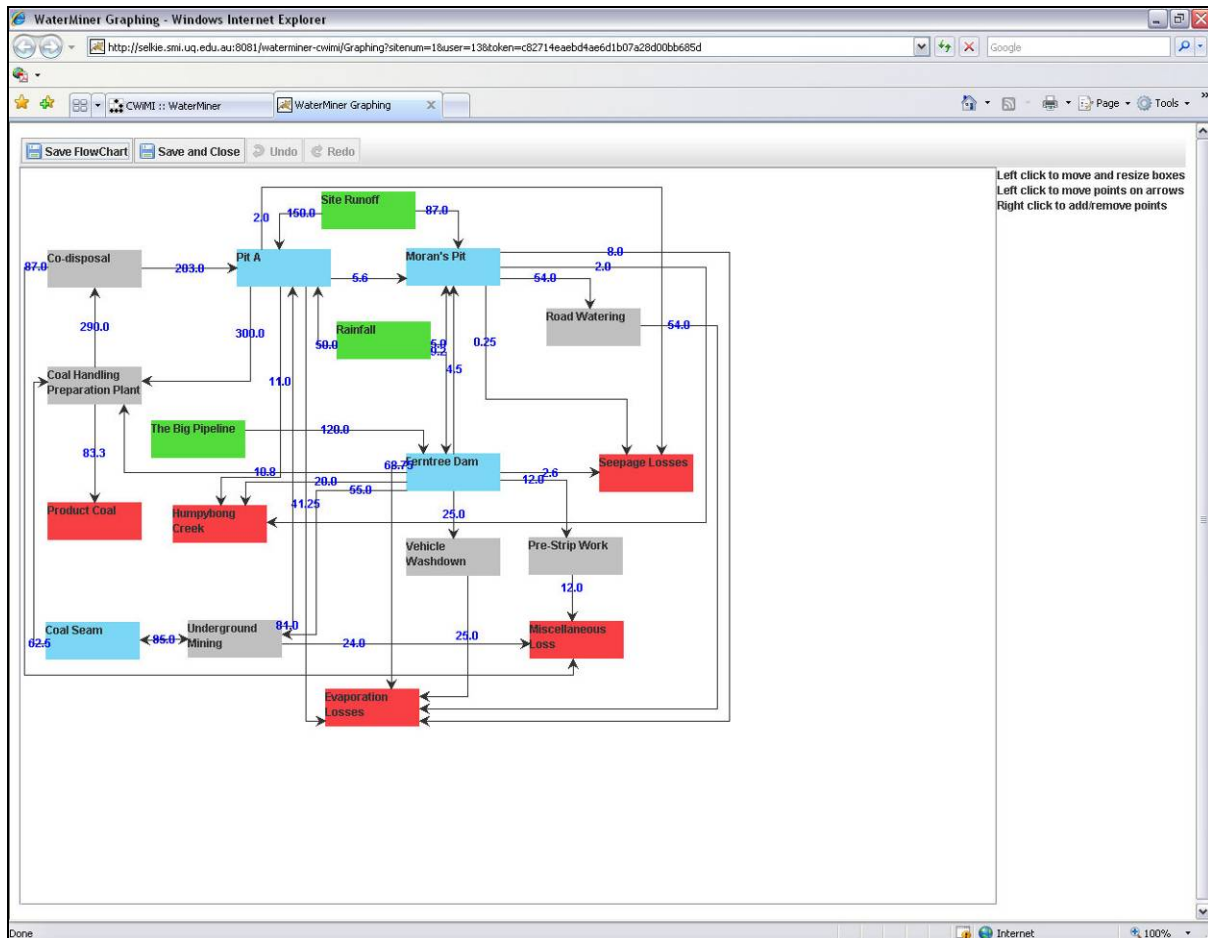 WaterMiner Graphing - Windows Internet Explorer
http://selkie.smi.uq.edu.au:8081/waterminer-cwimi/Graphing?sitenum=1&user=13&token=c82714eaebd4ae6d1b07a28d00bb685d
Google
CWiMI :: WaterMiner
WaterMiner Graphing
Page
Tools
Save FlowChart
Save and Close
Undo
Redo
Left click to move and resize boxes
Left click to move points on arrows
Right click to add/remove points
Site Runoff
2.0
150.0
87.0
Co-disposal
Pit A
Moran's Pit
8.0
87.0
203.0
5.6
54.0
2.0
Road Watering
290.0
300.0
Rainfall
50.0
0.25
54.0
Coal Handling
Preparation Plant
11.0
4.5
The Big Pipeline
120.0
83.3
68.75
Ferntree Dam
Seepage Losses
10.8
2.6
20.0
12.0
55.0
Product Coal
Humpybong
Creek
41.25
25.0
Vehicle
Washdown
Pre-Strip Work
12.0
Coal Seam
Underground
Mining
81.0
Miscellaneous
Loss
62.5
85.0
24.0
25.0
Evaporation
Losses
Done
Internet
100%